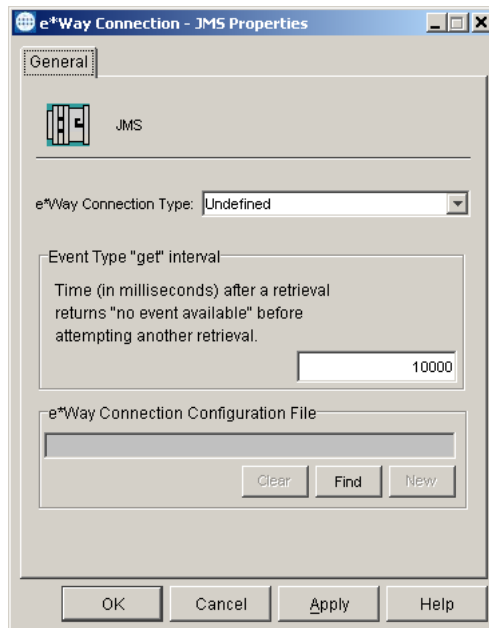 e*Way Connection - JMS Properties
General
JMS
e*Way Connection Type: Undefined
Event Type "get" interval
Time (in milliseconds) after a retrieval
returns "no event available" before
attempting another retrieval.
10000
e*Way Connection Configuration File
Clear Find New
OK Cancel Apply Help